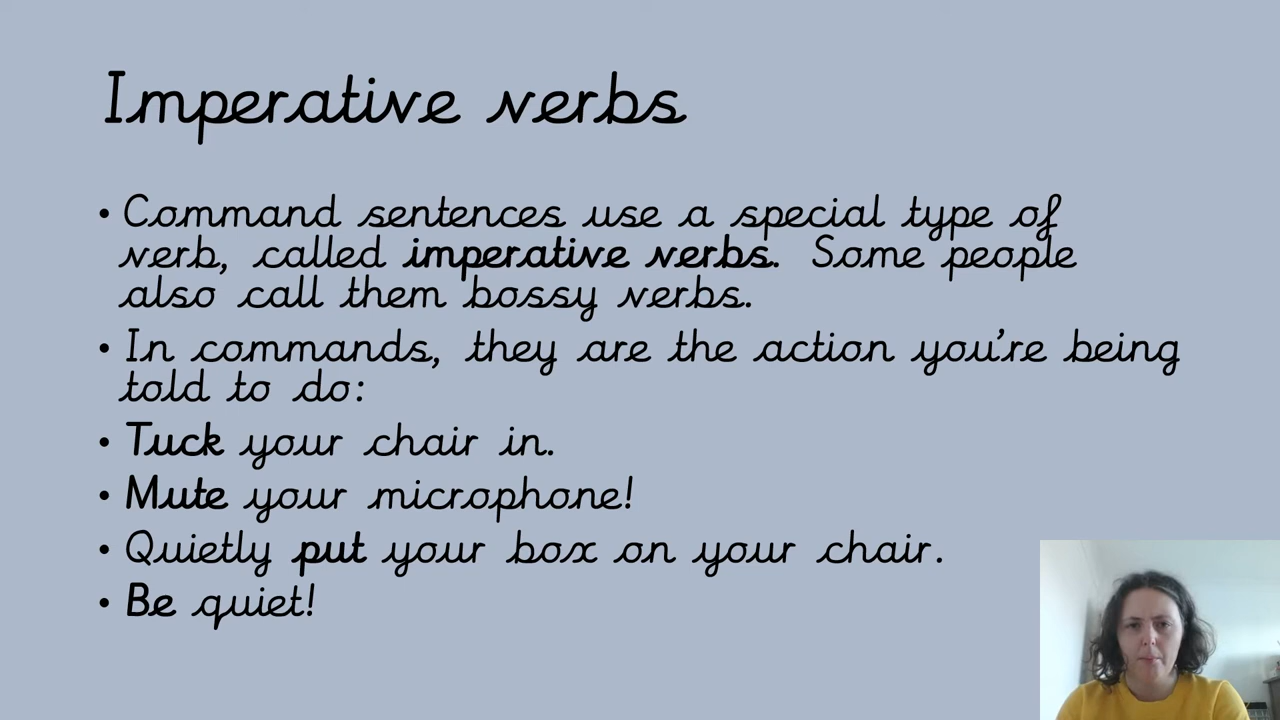 Imperative verbs
• Command sentences use a special type of
verb, called imperative verbs. Some people
also call them bossy verbs.
• In commands, they are the action you're being
told to do:
• Tuck your chair in.
• Mute your microphone!
• Quietly put your box on your chair.
• Be quiet!